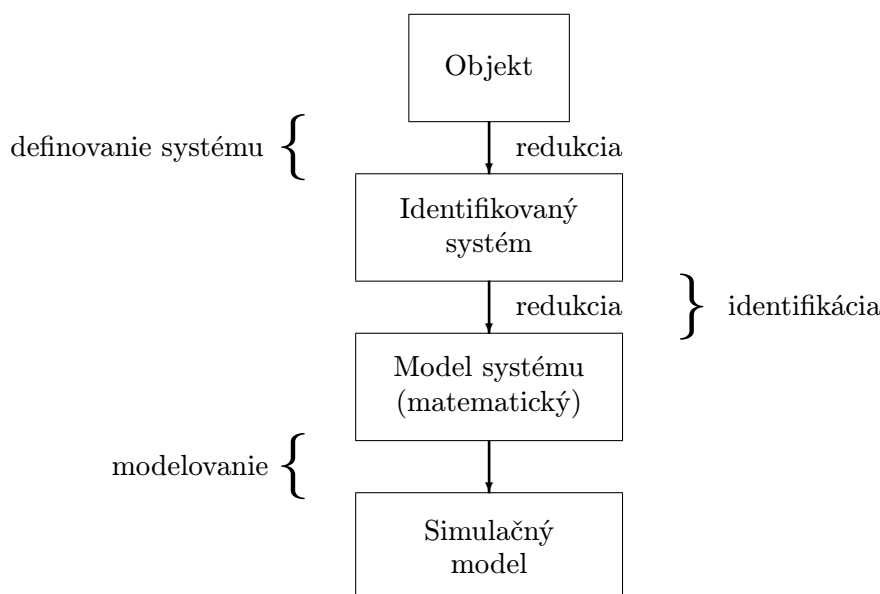 Objekt
definovanie systému
redukcia
Identifikovaný
systém
redukcia
identifikácia
Model systému
(matematický)
modelovanie
Simulačný
model